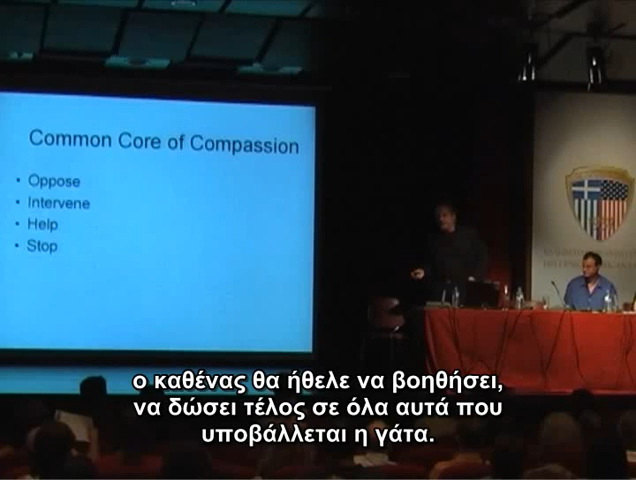 Common Core of Compassion
• Oppose
• Intervene
• Help
• Stop
ο καθένας θα ήθελε να βοηθήσει,
να δώσει τέλος σε όλα αυτά που
υποβάλλεται η γάτα.